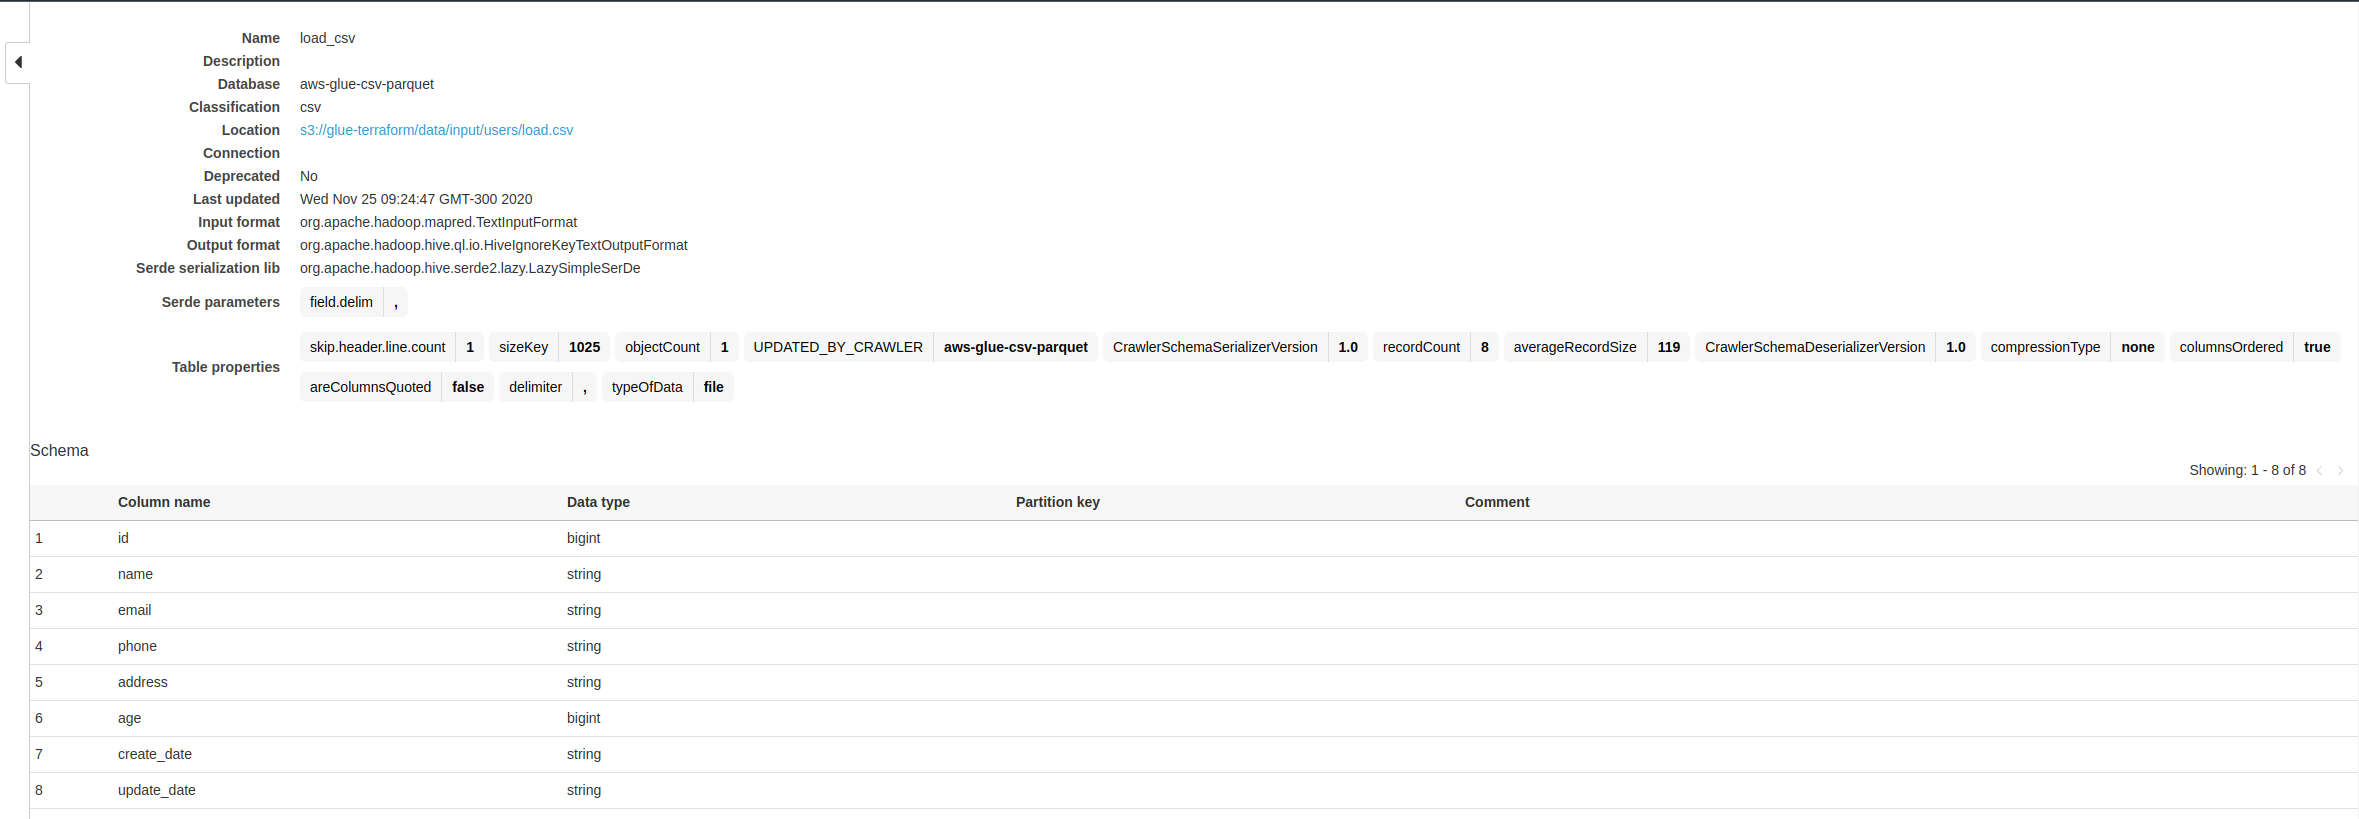 Name load_csv
Description
Database aws-glue-csv-parquet
Classification csv
Location s3://glue-terraform/data/input/users/load.csv
Connection
Deprecated No
Last updated Wed Nov 25 09:24:47 GMT-300 2020
Input format org.apache.hadoop.mapred.TextInputFormat
Output format org.apache.hadoop.hive.ql.io.HiveIgnoreKeyTextOutputFormat
Serde serialization lib org.apache.hadoop.hive.serde2.lazy.LazySimpleSerDe
Serde parameters field.delim ,
Table properties skip.header.line.count 1 sizeKey 1025 objectCount 1 UPDATED_BY_CRAWLER aws-glue-csv-parquet CrawlerSchemaSerializerVersion 1.0 recordCount 8 averageRecordSize 119 CrawlerSchemaDeserializerVersion 1.0 compressionType none columnsOrdered true
areColumnsQuoted false delimiter , typeOfData file
Schema
Showing: 1 - 8 of 8 < >
Column name Data type Partition key Comment
1 id bigint
2 name string
3 email string
4 phone string
5 address string
6 age bigint
7 create_date string
8 update_date string